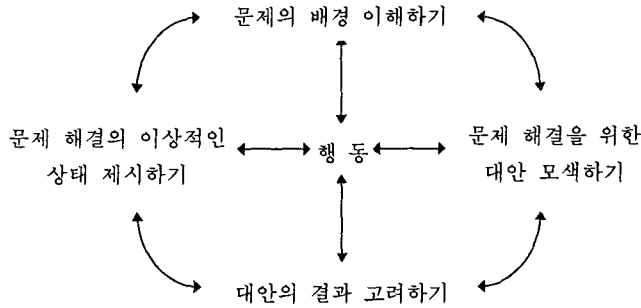 문제의 배경 이해하기
문제 해결의 이상적인
상태 제시하기
행 동
문제 해결을 위한
대안 모색하기
대안의 결과 고려하기